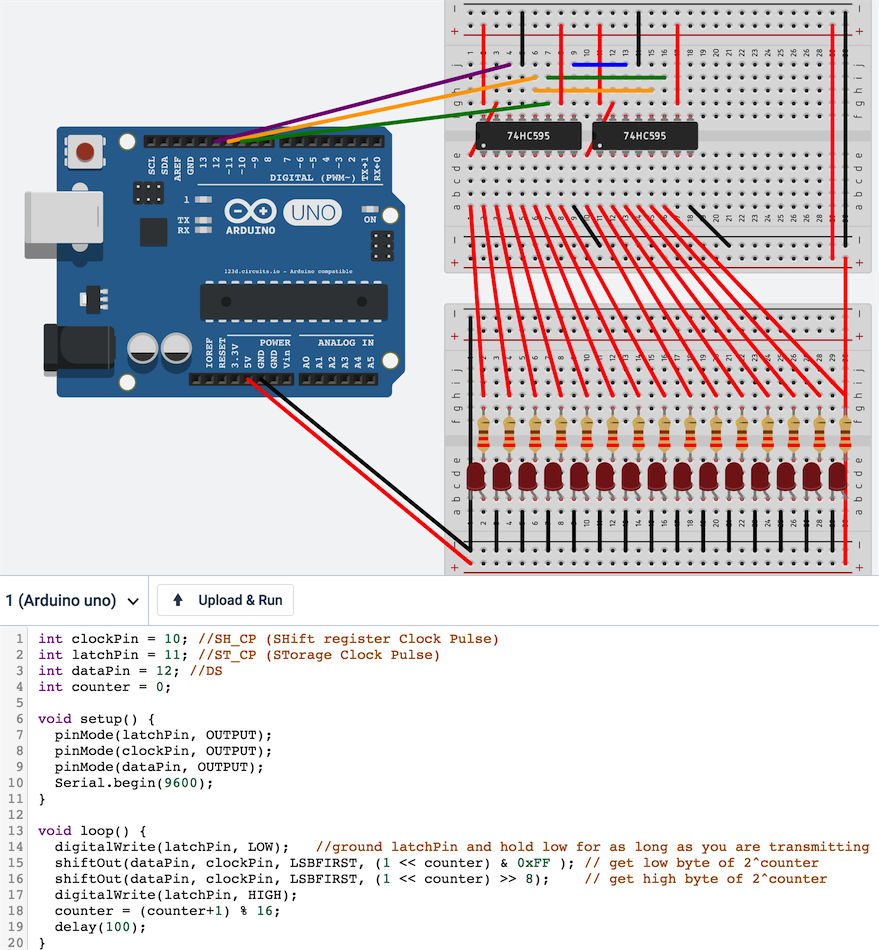 74HC595
74HC595
SCL
SDA
AREF
GND
13
12
~11
~10
~9
8
7
~6
~5
4
~3
2
TX→1
RX←0
DIGITAL (PWM~)
1
TX
RX
UNO
ARDUINO
ON
123d.circuits.io - Arduino compatible
POWER
ANALOG IN
IOREF
RESET
3.3V
5V
GND
GND
Vin
A0
A1
A2
A3
A4
A5
1 (Arduino uno)
Upload & Run
1 int clockPin = 10; //SH_CP (SHift register Clock Pulse)
2 int latchPin = 11; //ST_CP (STorage Clock Pulse)
3 int dataPin = 12; //DS
4 int counter = 0;
5
6 void setup() {
7 pinMode(latchPin, OUTPUT);
8 pinMode(clockPin, OUTPUT);
9 pinMode(dataPin, OUTPUT);
10 Serial.begin(9600);
11 }
12
13 void loop() {
14 digitalWrite(latchPin, LOW); //ground latchPin and hold low for as long as you are transmitting
15 shiftOut(dataPin, clockPin, LSBFIRST, (1 << counter) & 0xFF ); // get low byte of 2^counter
16 shiftOut(dataPin, clockPin, LSBFIRST, (1 << counter) >> 8); // get high byte of 2^counter
17 digitalWrite(latchPin, HIGH);
18 counter = (counter+1) % 16;
19 delay(100);
20 }